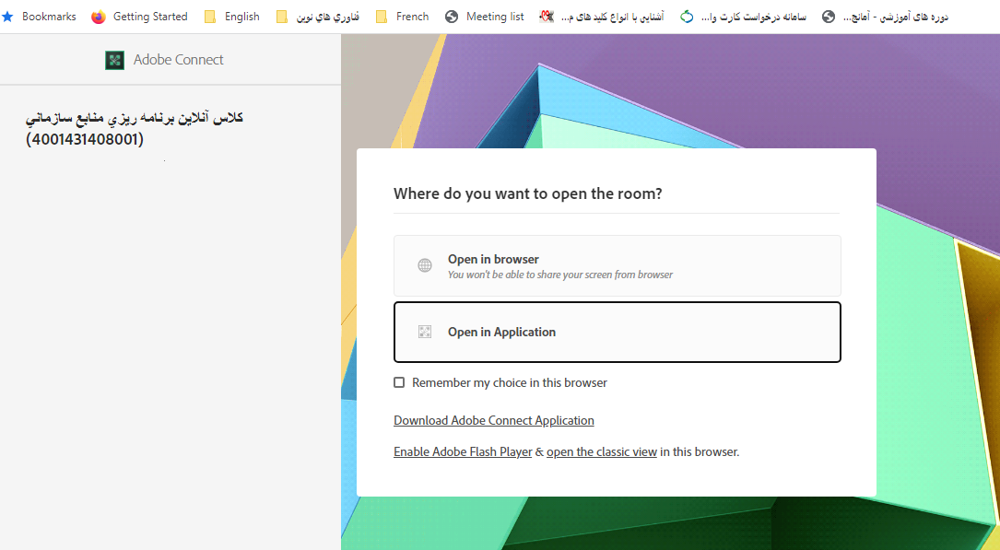 Bookmarks Getting Started English فناوري هاي نوين French Meeting list آشنایی با انواع کلید های م... سامانه درخواست کارت وا... دوره های آموزشی - آمانج...
Adobe Connect
كلاس آنلاين برنامه ريزي منابع سازماني
(4001431408001)
Where do you want to open the room?
Open in browser
You won't be able to share your screen from browser
Open in Application
Remember my choice in this browser
Download Adobe Connect Application
Enable Adobe Flash Player & open the classic view in this browser.